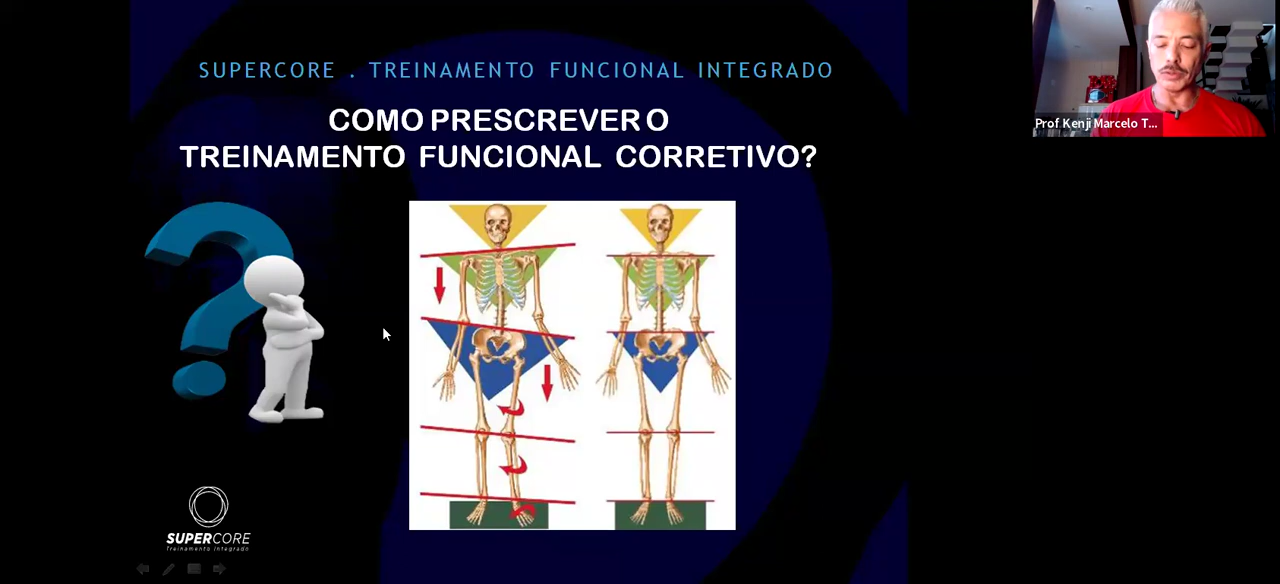 SUPERCORE . TREINAMENTO FUNCIONAL INTEGRADO
COMO PRESCREVER O
TREINAMENTO FUNCIONAL CORRETIVO?
Prof Kenji Marcelo T...
SUPERCORE
Treinamento Integrado